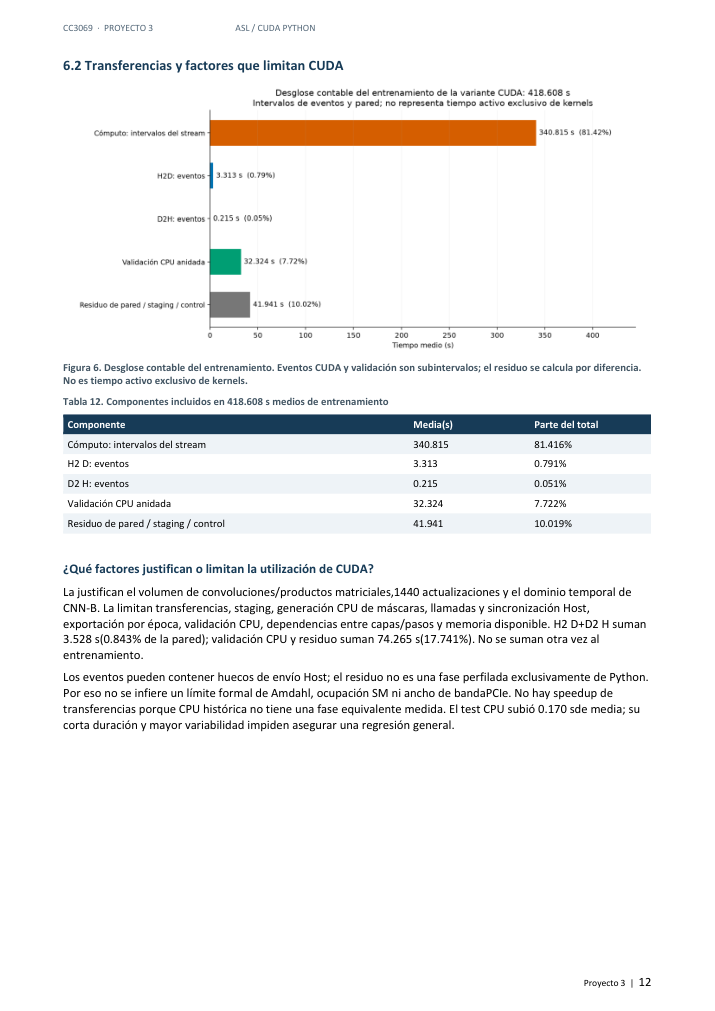 CC3069 · PROYECTO 3 ASL / CUDA PYTHON
6.2 Transferencias y factores que limitan CUDA
Desglose contable del entrenamiento de la variante CUDA: 418.608 s
Intervalos de eventos y pared; no representa tiempo activo exclusivo de kernels
Cómputo: intervalos del stream 340.815 s (81.42%)
H2D: eventos 3.313 s (0.79%)
D2H: eventos 0.215 s (0.05%)
Validación CPU anidada 32.324 s (7.72%)
Residuo de pared / staging / control 41.941 s (10.02%)
0 50 100 150 200 250 300 350 400
Tiempo medio (s)
Figura 6. Desglose contable del entrenamiento. Eventos CUDA y validación son subintervalos; el residuo se calcula por diferencia.
No es tiempo activo exclusivo de kernels.
Tabla 12. Componentes incluidos en 418.608 s medios de entrenamiento
Componente Media(s) Parte del total
Cómputo: intervalos del stream 340.815 81.416%
H2 D: eventos 3.313 0.791%
D2 H: eventos 0.215 0.051%
Validación CPU anidada 32.324 7.722%
Residuo de pared / staging / control 41.941 10.019%
¿Qué factores justifican o limitan la utilización de CUDA?
La justifican el volumen de convoluciones/productos matriciales,1440 actualizaciones y el dominio temporal de
CNN-B. La limitan transferencias, staging, generación CPU de máscaras, llamadas y sincronización Host,
exportación por época, validación CPU, dependencias entre capas/pasos y memoria disponible. H2 D+D2 H suman
3.528 s(0.843% de la pared); validación CPU y residuo suman 74.265 s(17.741%). No se suman otra vez al
entrenamiento.
Los eventos pueden contener huecos de envío Host; el residuo no es una fase perfilada exclusivamente de Python.
Por eso no se infiere un límite formal de Amdahl, ocupación SM ni ancho de bandaPCIe. No hay speedup de
transferencias porque CPU histórica no tiene una fase equivalente medida. El test CPU subió 0.170 sde media; su
corta duración y mayor variabilidad impiden asegurar una regresión general.
Proyecto 3 | 12